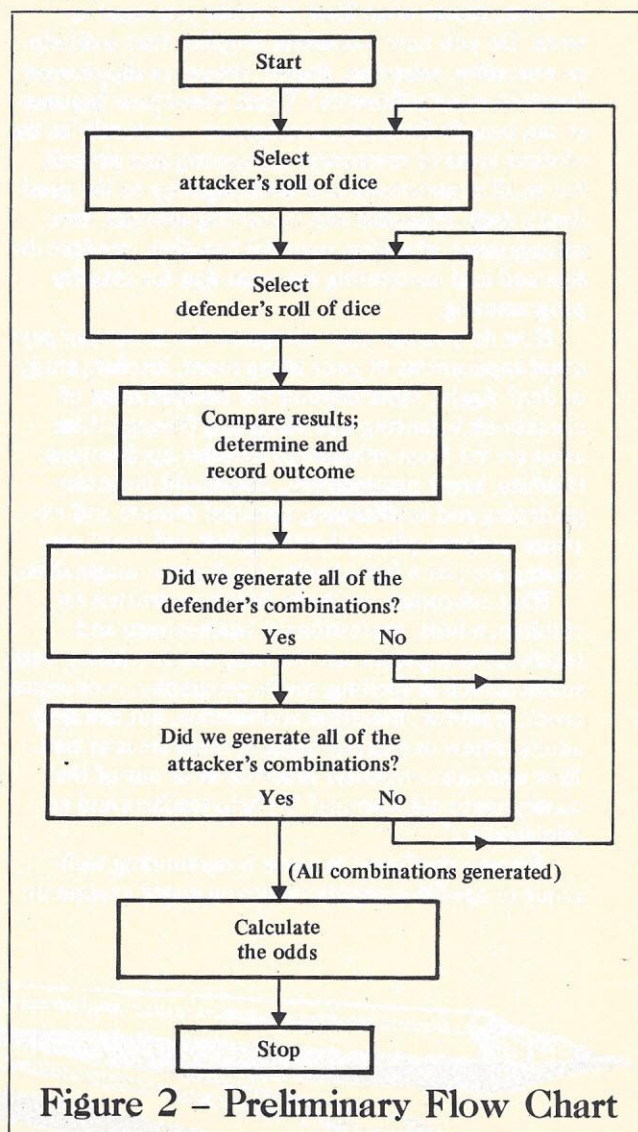 Start
Select
attacker's roll of dice
Select
defender's roll of dice
Compare results;
determine and
record outcome
Did we generate all of the
defender's combinations?
Yes No
Did we generate all of the
attacker's combinations?
Yes No
(All combinations generated)
Calculate
the odds
Stop
Figure 2 – Preliminary Flow Chart